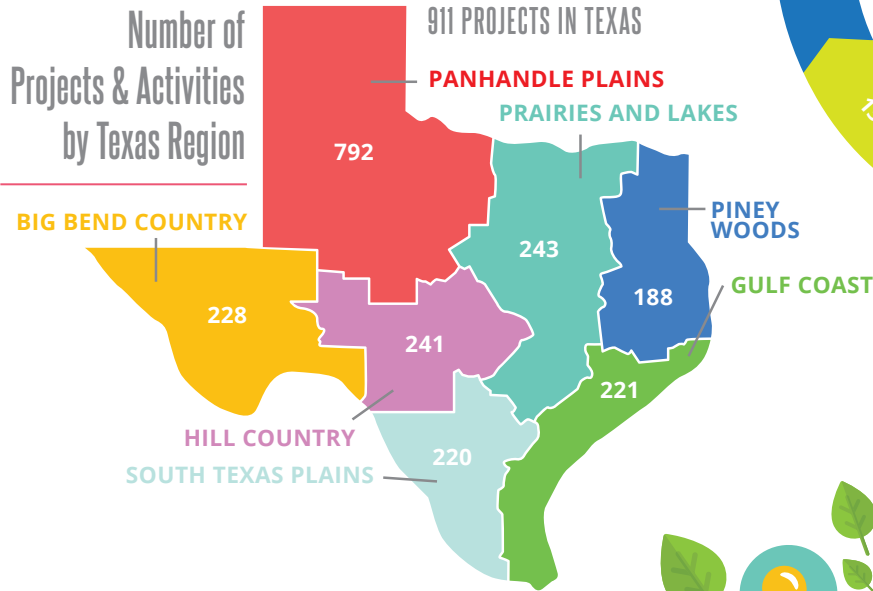 Number of
Projects & Activities
by Texas Region
911 PROJECTS IN TEXAS
PANHANDLE PLAINS
PRAIRIES AND LAKES
792
BIG BEND COUNTRY
PINEY
WOODS
243
GULF COAST
188
228
241
221
HILL COUNTRY
220
SOUTH TEXAS PLAINS